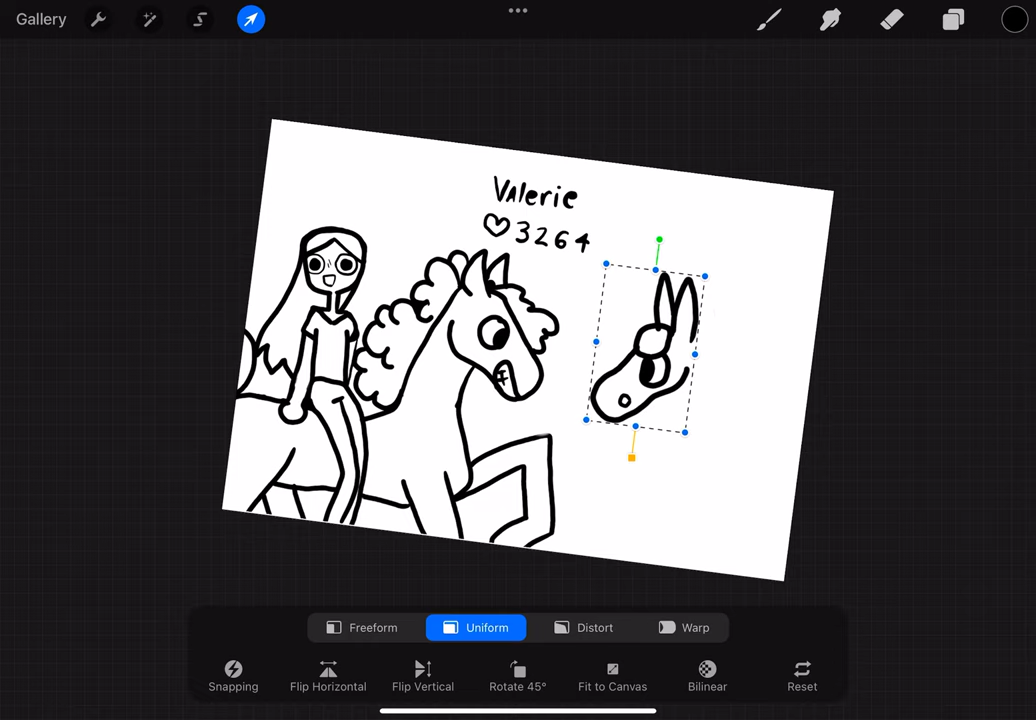 Gallery
VAlerie
♡3264
Freeform Uniform Distort Warp
Snapping Flip Horizontal Flip Vertical Rotate 45° Fit to Canvas Bilinear Reset